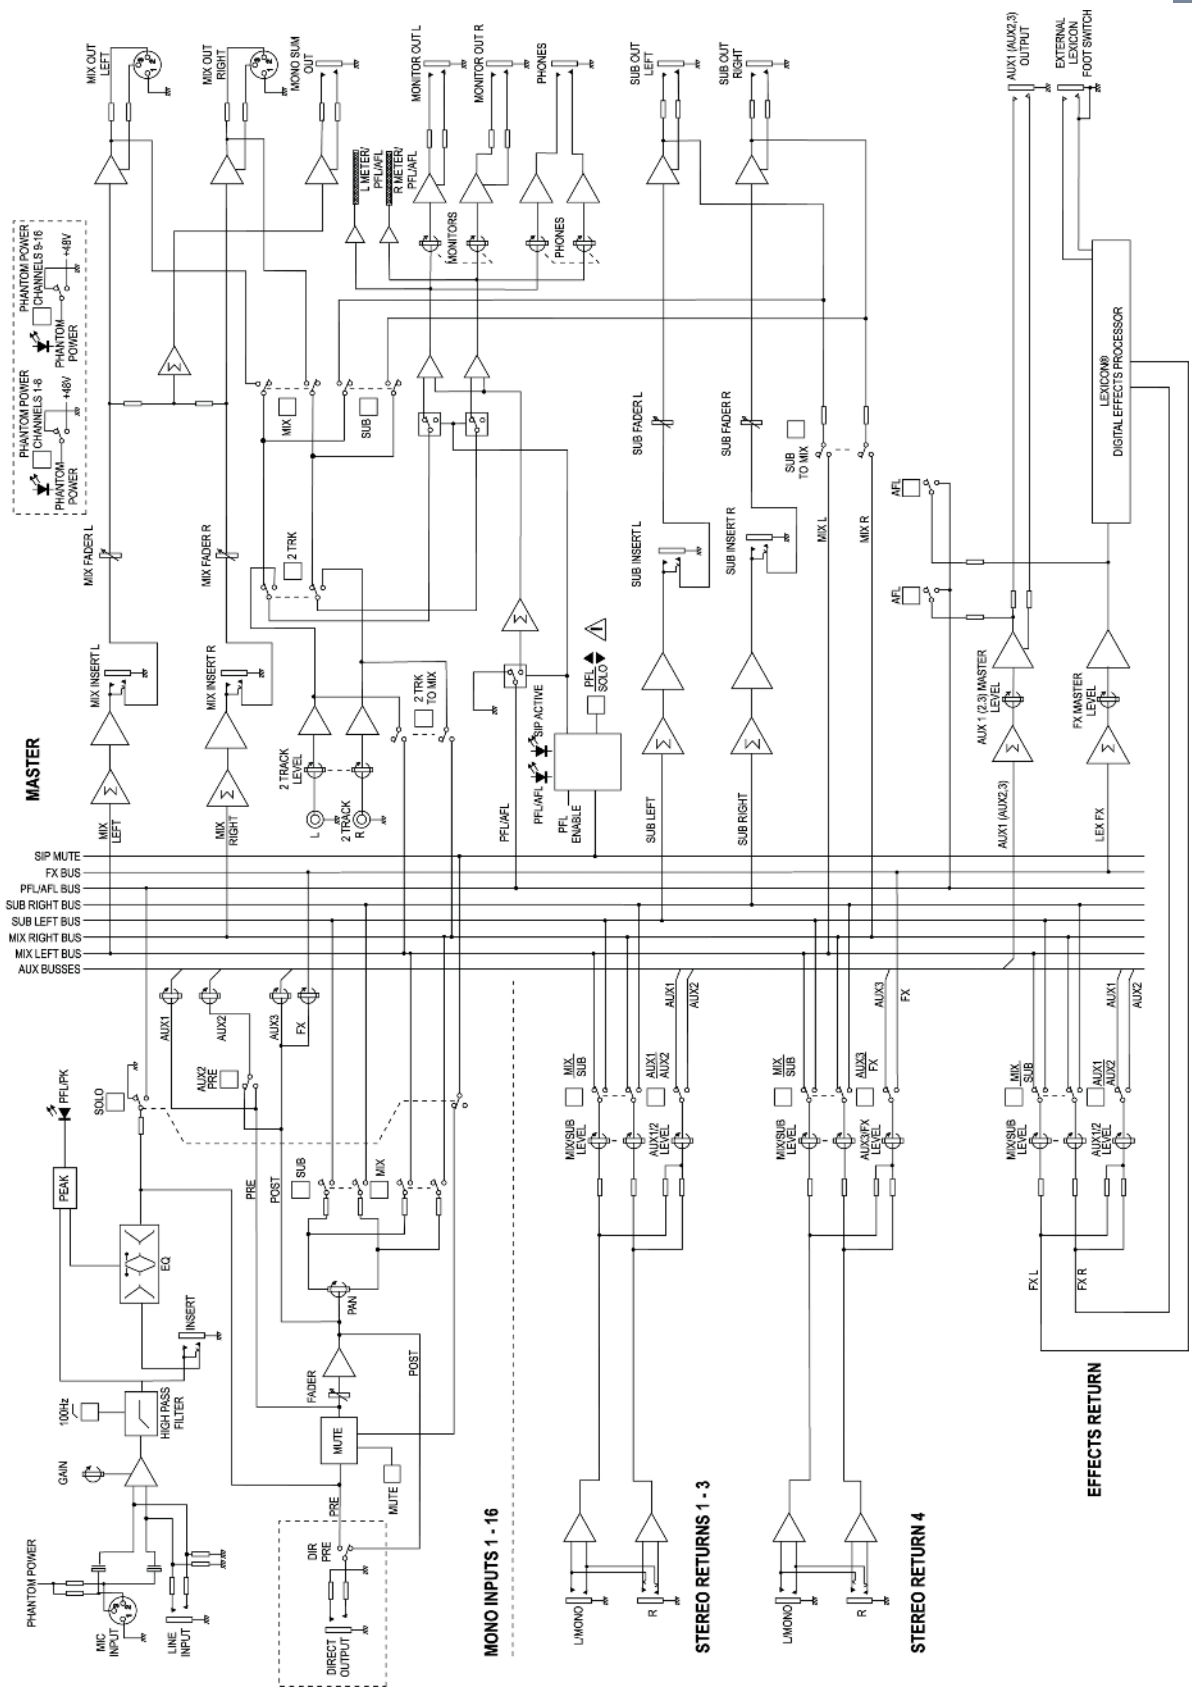 MASTER
MIX OUT
LEFT
MIX OUT
RIGHT
MONO SUM
OUT
MONITOR OUT L
MONITOR OUT R
PHONES
SUB OUT
LEFT
SUB OUT
RIGHT
AUX1 (AUX2,3)
OUTPUT
EXTERNAL
LEXICON
FOOT SWITCH
L METER/
PFL/AFL
R METER/
PFL/AFL
MONITORS
PHONES
PHANTOM POWER
CHANNELS 9-16
+48V
PHANTOM
POWER
PHANTOM POWER
CHANNELS 1-8
+48V
PHANTOM
POWER
Σ
MIX
SUB
LEXICON®
DIGITAL EFFECTS PROCESSOR
SUB FADER L
SUB FADER R
SUB
TO MIX
MIX L
MIX R
AFL
AFL
MIX FADER L
MIX FADER R
2 TRK
SUB INSERT L
SUB INSERT R
MIX INSERT L
MIX INSERT R
2 TRK
TO MIX
Σ
PFL
SOLO
SIP ACTIVE
PFL/AFL
PFL
ENABLE
2 TRACK
LEVEL
L
2 TRACK
R
AUX 1 (2.3) MASTER
LEVEL
FX MASTER
LEVEL
Σ
Σ
Σ
Σ
Σ
Σ
MIX
LEFT
MIX
RIGHT
PFL/AFL
SUB LEFT
SUB RIGHT
AUX1 (AUX2,3)
LEX FX
SIP MUTE
FX BUS
PFL/AFL BUS
SUB RIGHT BUS
SUB LEFT BUS
MIX RIGHT BUS
MIX LEFT BUS
AUX BUSSES
AUX1
AUX2
AUX3
FX
AUX2
PRE
SOLO
PFL/PK
PEAK
EQ
PRE
POST
SUB
MIX
PAN
INSERT
100Hz
HIGH PASS
FILTER
GAIN
FADER
MUTE
MUTE
POST
PRE
DIR
PRE
DIRECT
OUTPUT
PHANTOM POWER
MIC
INPUT
LINE
INPUT
MONO INPUTS 1 - 16
AUX1
AUX2
MIX
SUB
AUX1
AUX2
MIX/SUB
LEVEL
AUX1/2
LEVEL
L/MONO
R
STEREO RETURNS 1 - 3
AUX3
FX
MIX
SUB
AUX3
FX
MIX/SUB
LEVEL
AUX3/FX
LEVEL
L/MONO
R
STEREO RETURN 4
AUX1
AUX2
MIX
SUB
AUX1
AUX2
MIX/SUB
LEVEL
AUX1/2
LEVEL
FX L
FX R
EFFECTS RETURN